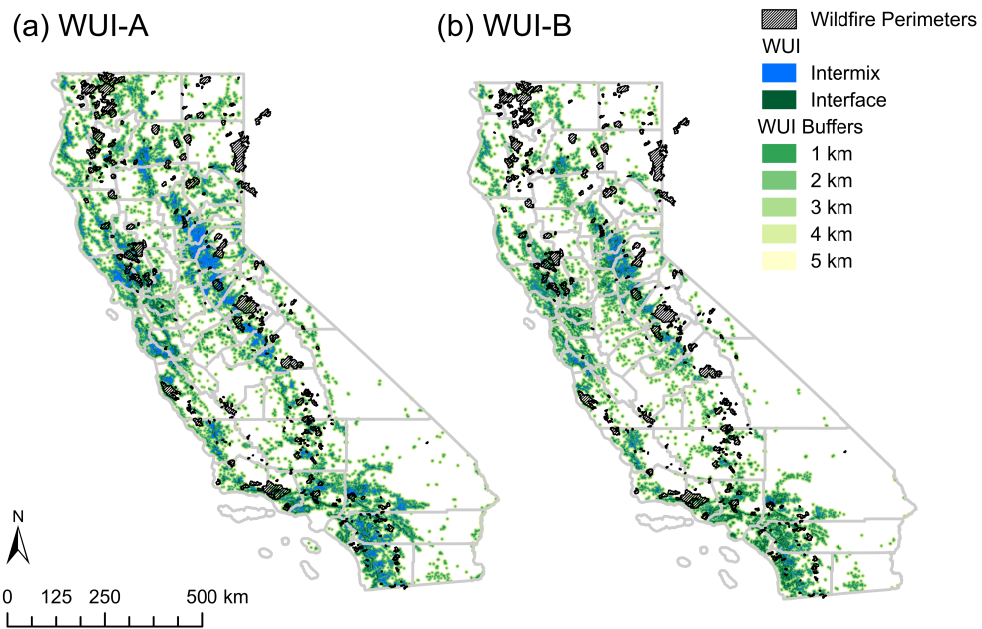 (a) WUI-A
(b) WUI-B
Wildfire Perimeters
WUI
Intermix
Interface
WUI Buffers
1 km
2 km
3 km
4 km
5 km
N
0 125 250 500 km